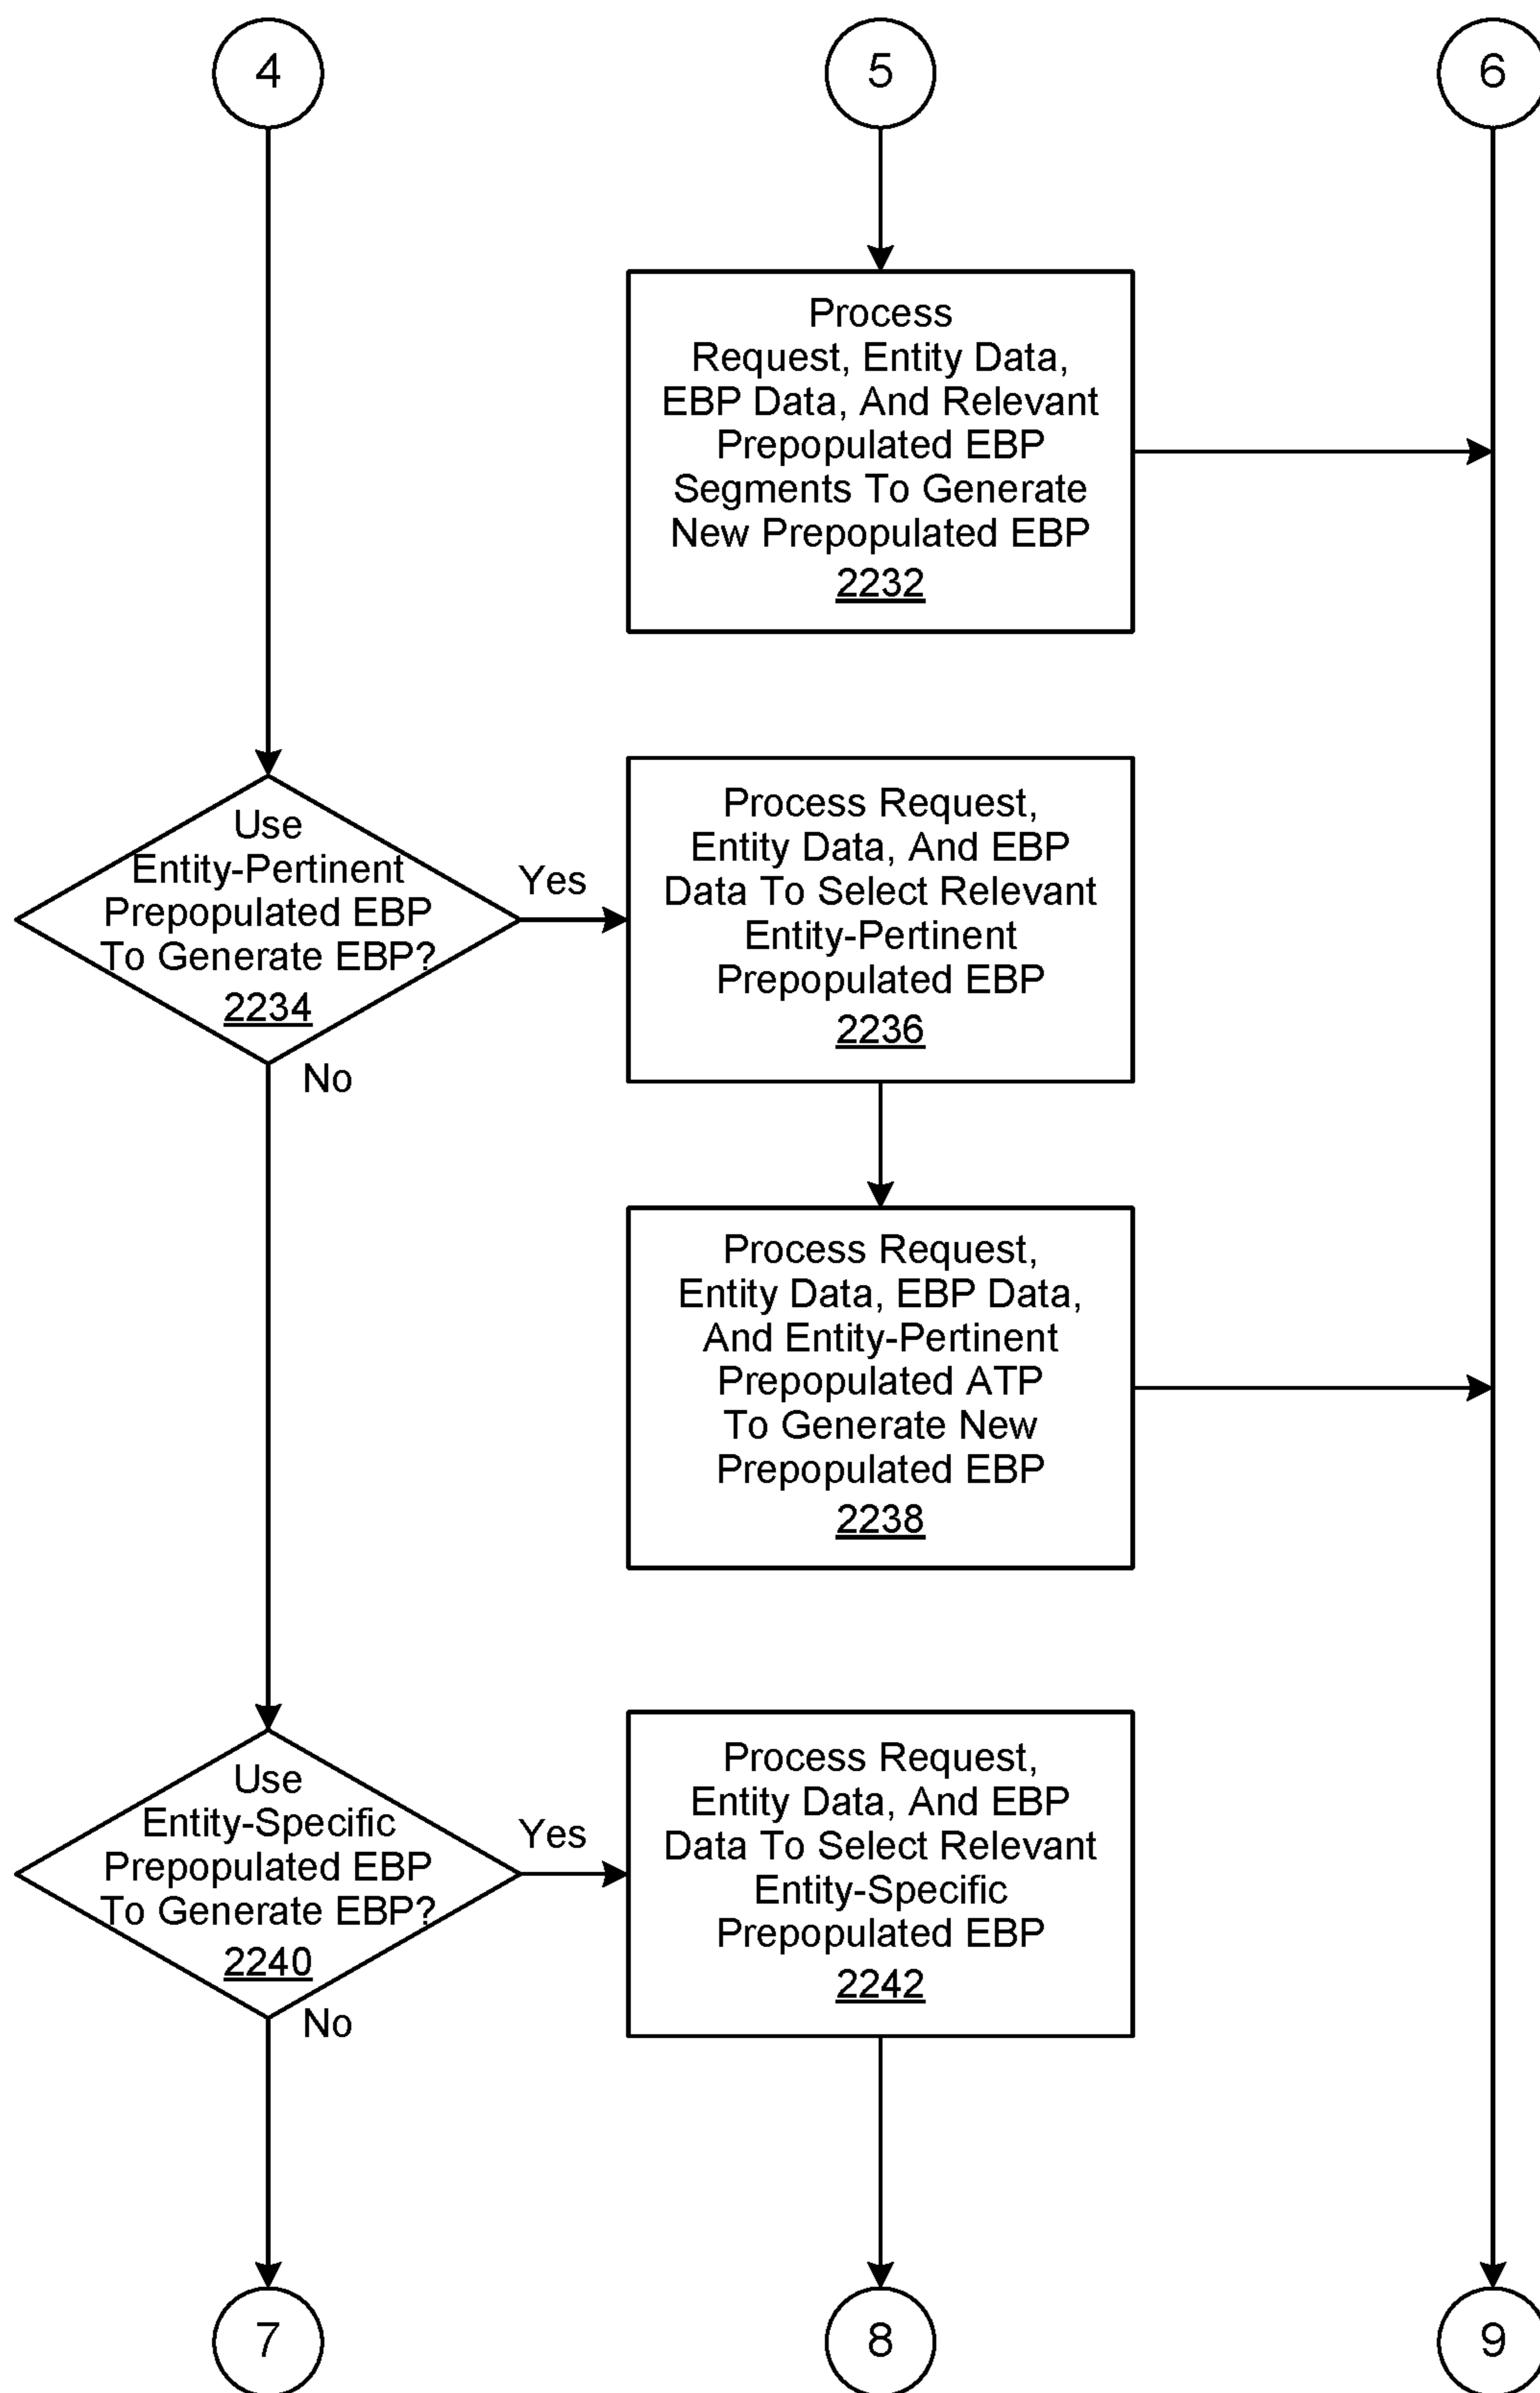 4
5
6
Process
Request, Entity Data,
EBP Data, And Relevant
Prepopulated EBP
Segments To Generate
New Prepopulated EBP
2232
Use
Entity-Pertinent
Prepopulated EBP
To Generate EBP?
2234
Yes
No
Process Request,
Entity Data, And EBP
Data To Select Relevant
Entity-Pertinent
Prepopulated EBP
2236
Process Request,
Entity Data, EBP Data,
And Entity-Pertinent
Prepopulated ATP
To Generate New
Prepopulated EBP
2238
Use
Entity-Specific
Prepopulated EBP
To Generate EBP?
2240
Yes
No
Process Request,
Entity Data, And EBP
Data To Select Relevant
Entity-Specific
Prepopulated EBP
2242
7
8
9